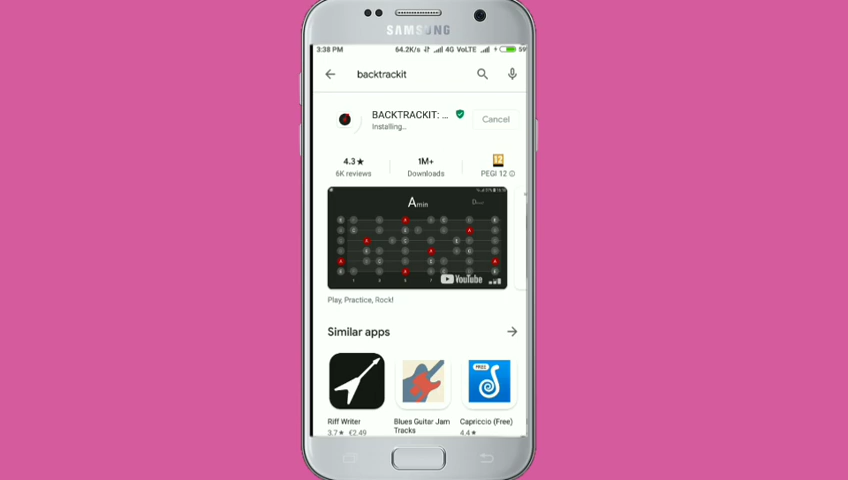 SAMSUNG
3:38 PM 64.2K/s 4G VoLTE 59
backtrackit
BACKTRACKIT: ...
Installing..
Cancel
4.3★ 1M+ 12
6K reviews Downloads PEGI 12
Amin
YouTube
Play, Practice, Rock!
Similar apps
FREE
Riff Writer Blues Guitar Jam Tracks Capriccio (Free)
3.7★ €2.49 4.4★